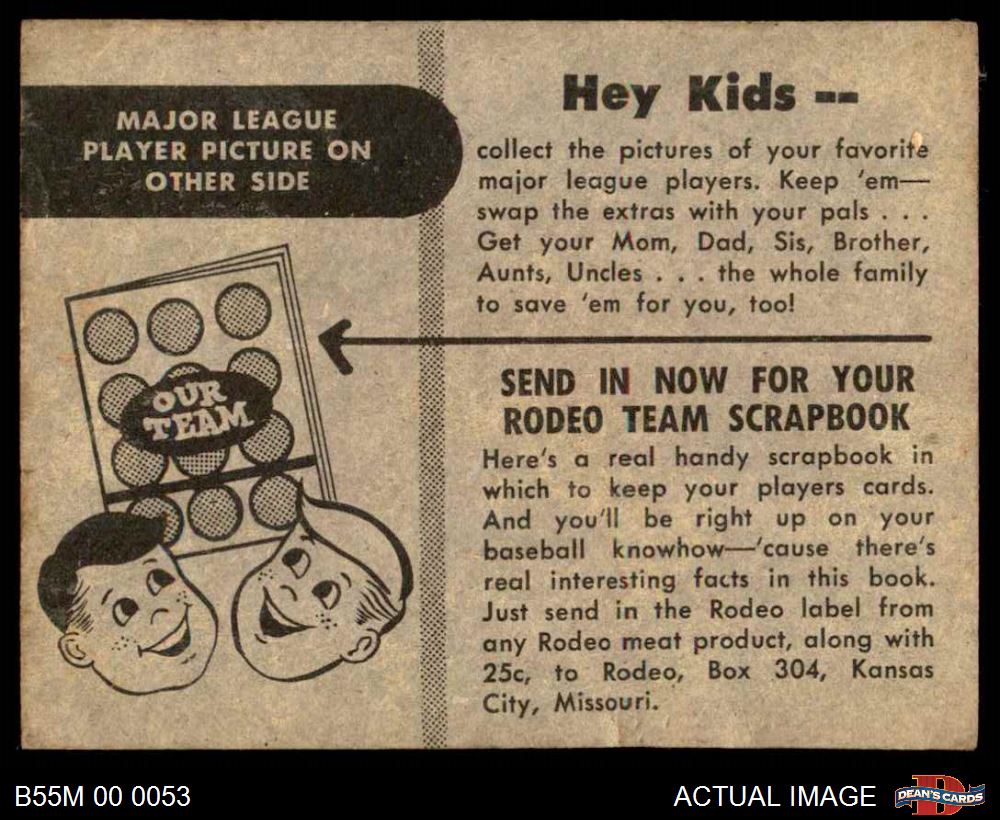 MAJOR LEAGUE
PLAYER PICTURE ON
OTHER SIDE
OUR
TEAM
Hey Kids --
collect the pictures of your favorite
major league players. Keep 'em—
swap the extras with your pals . . .
Get your Mom, Dad, Sis, Brother,
Aunts, Uncles . . . the whole family
to save 'em for you, too!
SEND IN NOW FOR YOUR
RODEO TEAM SCRAPBOOK
Here's a real handy scrapbook in
which to keep your players cards.
And you'll be right up on your
baseball knowhow—'cause there's
real interesting facts in this book.
Just send in the Rodeo label from
any Rodeo meat product, along with
25c, to Rodeo, Box 304, Kansas
City, Missouri.
B55M 00 0053
ACTUAL IMAGE
D
DEAN'S CARDS